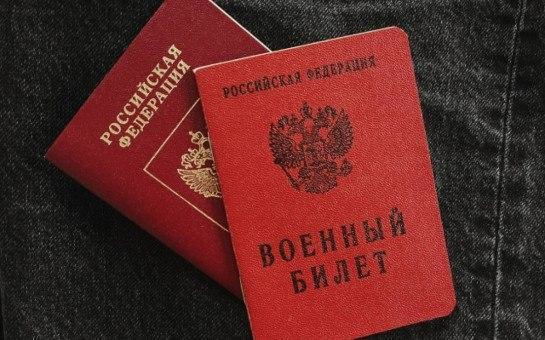 РОССИЙСКАЯ
ФЕДЕРАЦИЯ
РОССИЙСКАЯ ФЕДЕРАЦИЯ
ВОЕННЫЙ
БИЛЕТ